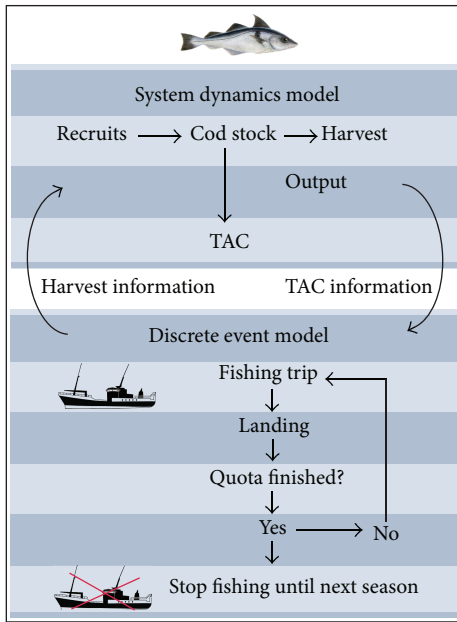 System dynamics model
Recruits Cod stock Harvest
Output
TAC
Harvest information TAC information
Discrete event model
Fishing trip
Landing
Quota finished?
Yes No
Stop fishing until next season